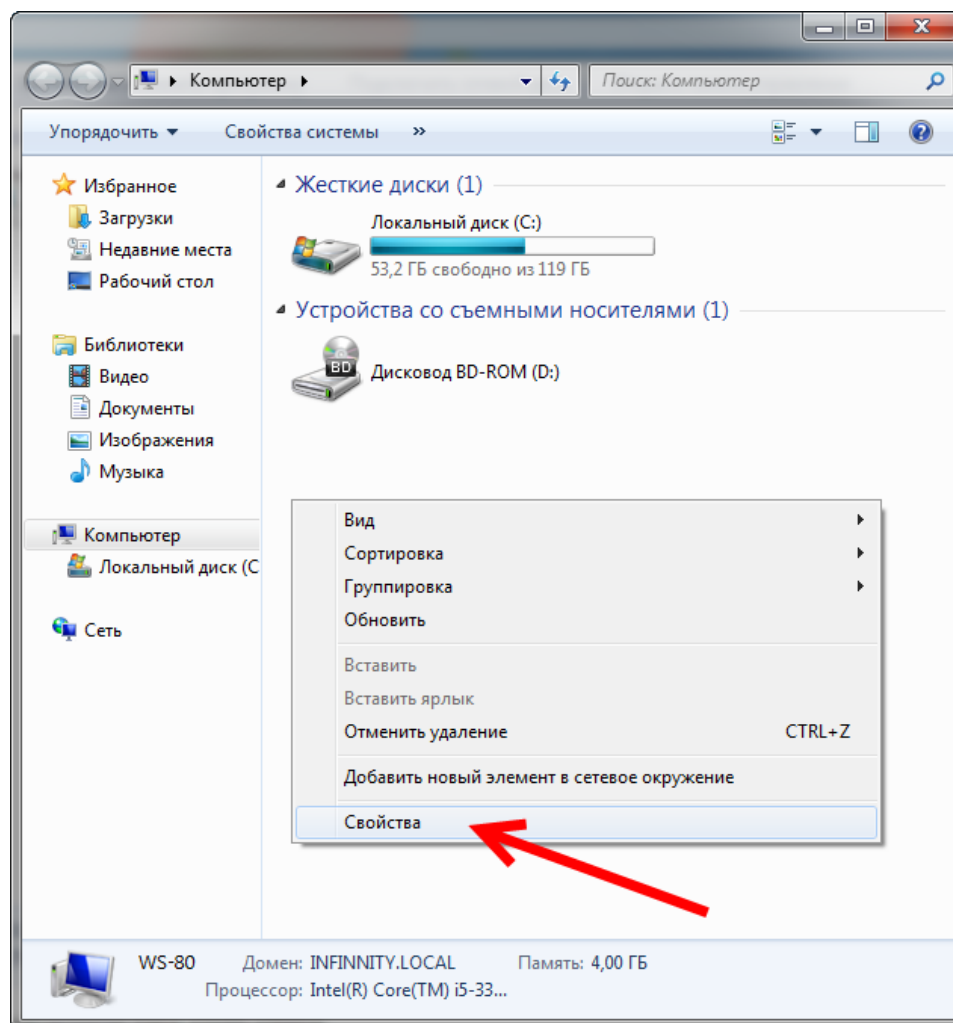 Компьютер
Поиск: Компьютер
Упорядочить
Свойства системы
»
Избранное
Загрузки
Недавние места
Рабочий стол
Библиотеки
Видео
Документы
Изображения
Музыка
Компьютер
Локальный диск (C
Сеть
Жесткие диски (1)
Локальный диск (C:)
53,2 ГБ свободно из 119 ГБ
Устройства со съемными носителями (1)
BD
Дисковод BD-ROM (D:)
Вид
Сортировка
Группировка
Обновить
Вставить
Вставить ярлык
Отменить удаление CTRL+Z
Добавить новый элемент в сетевое окружение
Свойства
WS-80 Домен: INFINNITY.LOCAL Память: 4,00 ГБ
Процессор: Intel(R) Core(TM) i5-33...